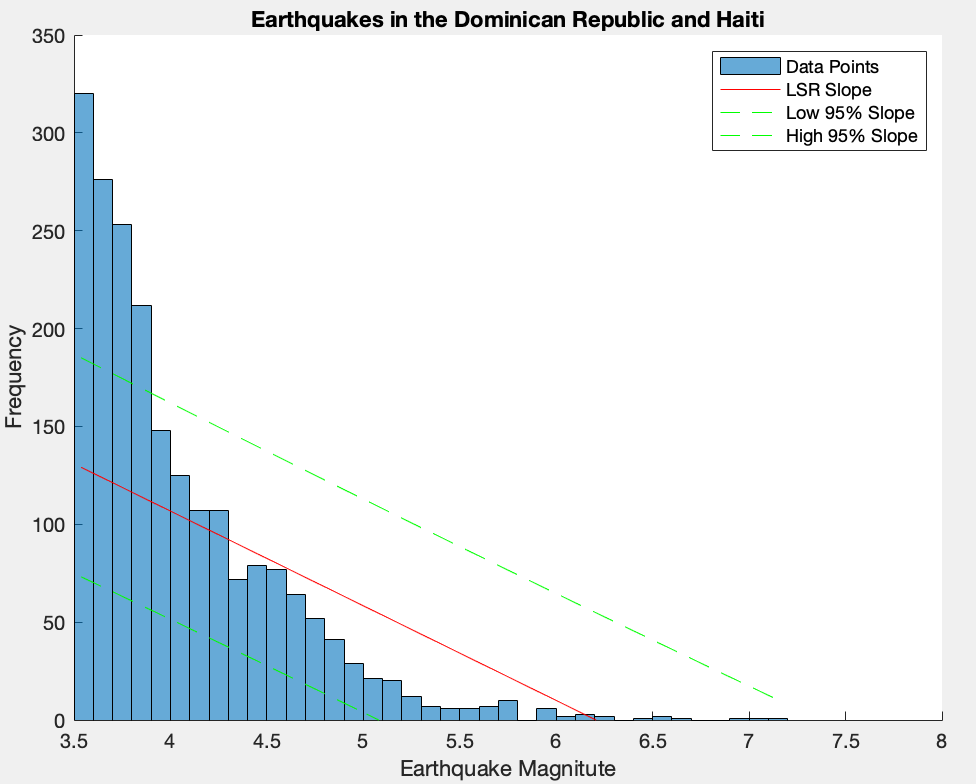 Earthquakes in the Dominican Republic and Haiti
Data Points
LSR Slope
Low 95% Slope
High 95% Slope
Frequency
350
300
250
200
150
100
50
0
3.5 4 4.5 5 5.5 6 6.5 7 7.5 8
Earthquake Magnitute